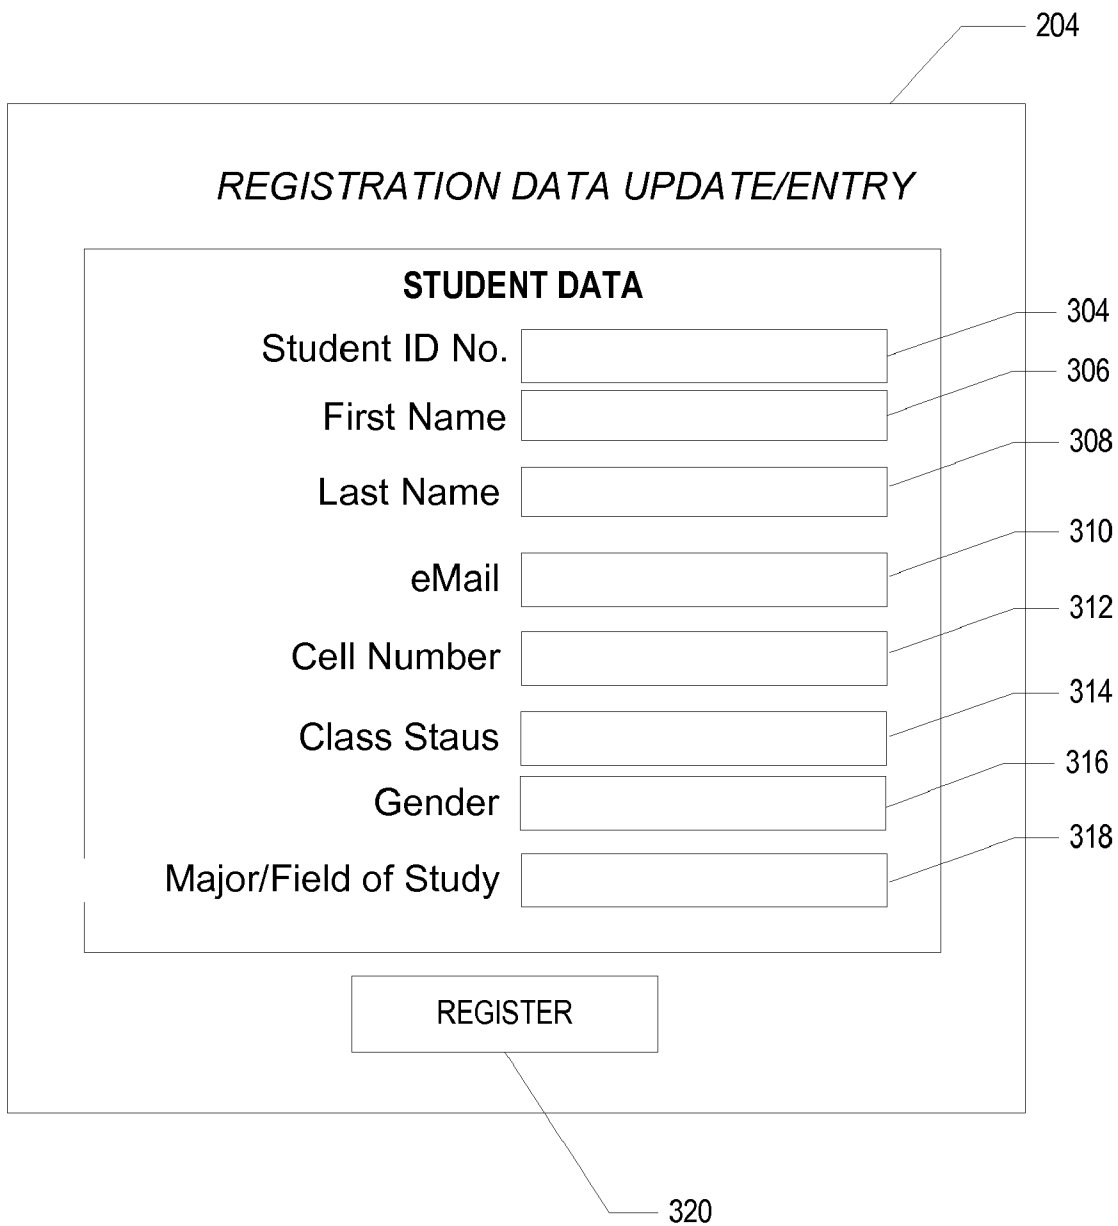 204
REGISTRATION DATA UPDATE/ENTRY
STUDENT DATA
Student ID No.
304
First Name
306
Last Name
308
eMail
310
Cell Number
312
Class Staus
314
Gender
316
Major/Field of Study
318
REGISTER
320